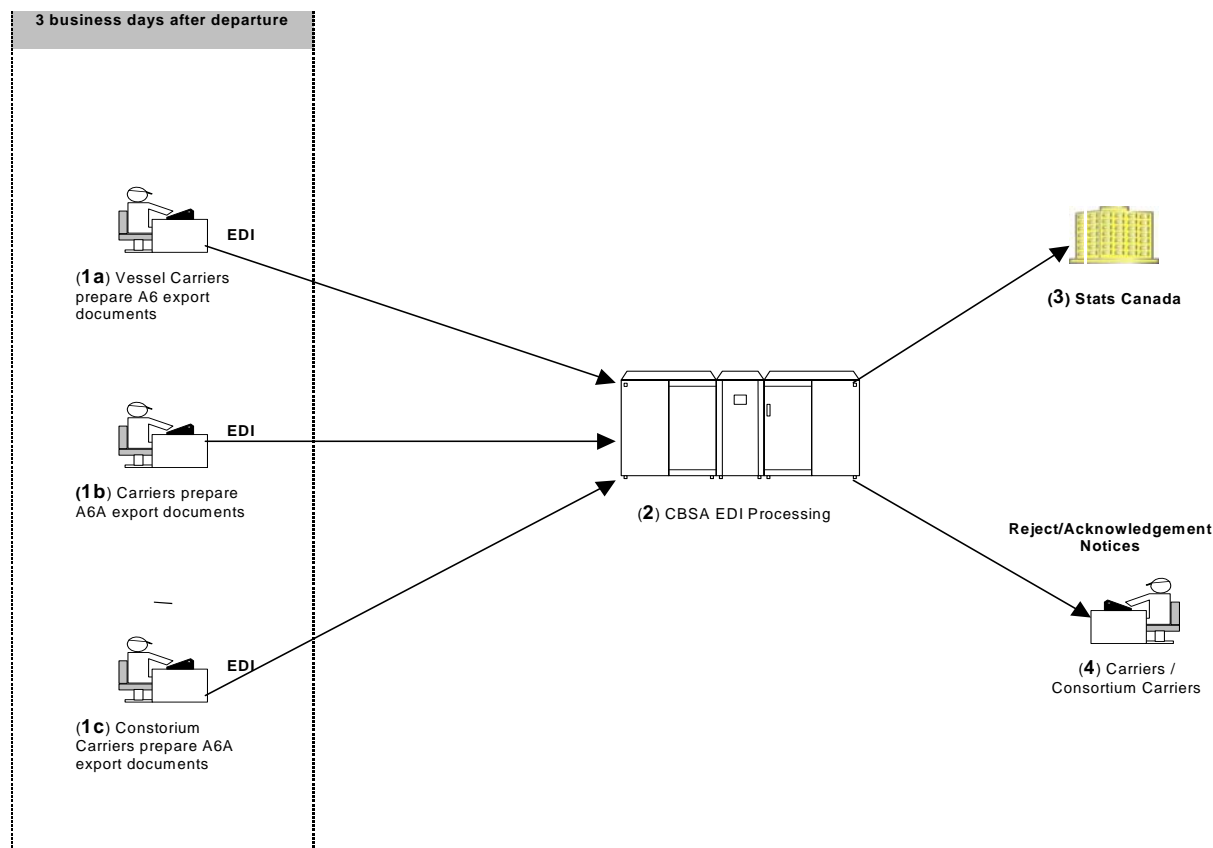 3 business days after departure
EDI
(1a) Vessel Carriers
prepare A6 export
documents
EDI
(1b) Carriers prepare
A6A export documents
EDI
(1c) Constorium
Carriers prepare A6A
export documents
(2) CBSA EDI Processing
(3) Stats Canada
Reject/Acknowledgement
Notices
(4) Carriers /
Consortium Carriers